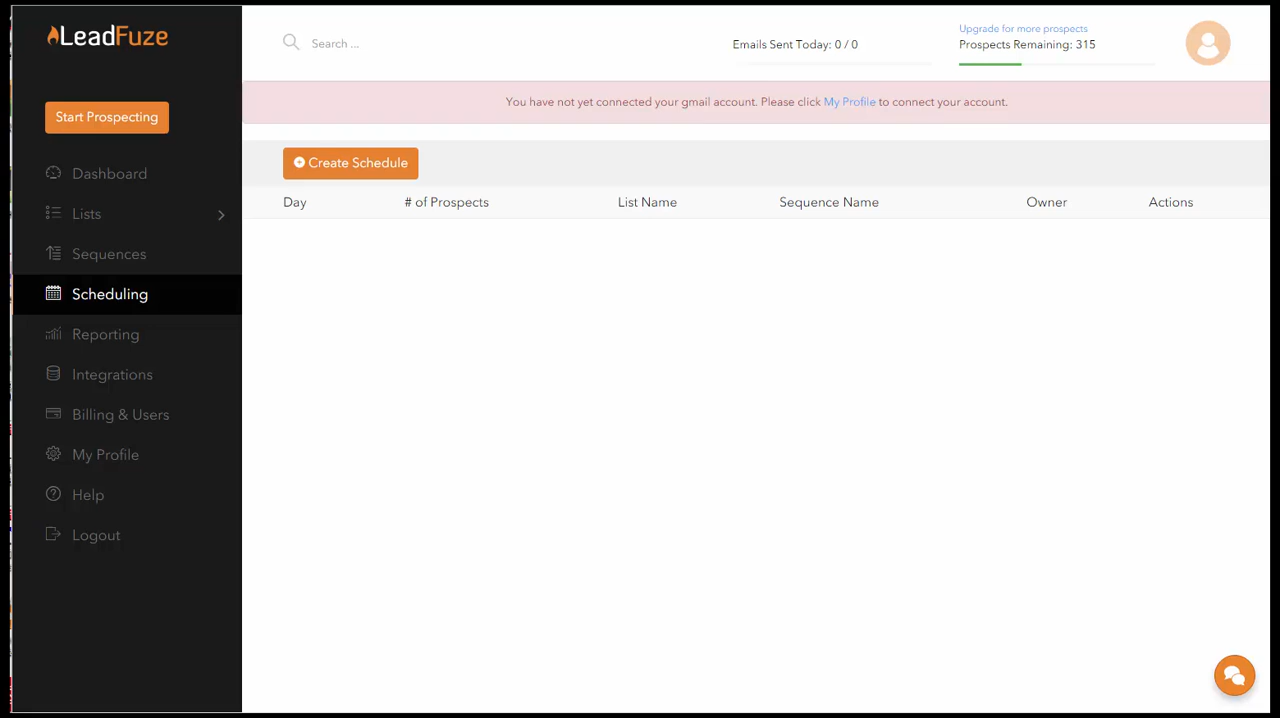 LeadFuze
Start Prospecting
Dashboard
Lists
Sequences
Scheduling
Reporting
Integrations
Billing & Users
My Profile
Help
Logout
Search ...
Emails Sent Today: 0 / 0
Upgrade for more prospects
Prospects Remaining: 315
You have not yet connected your gmail account. Please click My Profile to connect your account.
Create Schedule
Day # of Prospects List Name Sequence Name Owner Actions